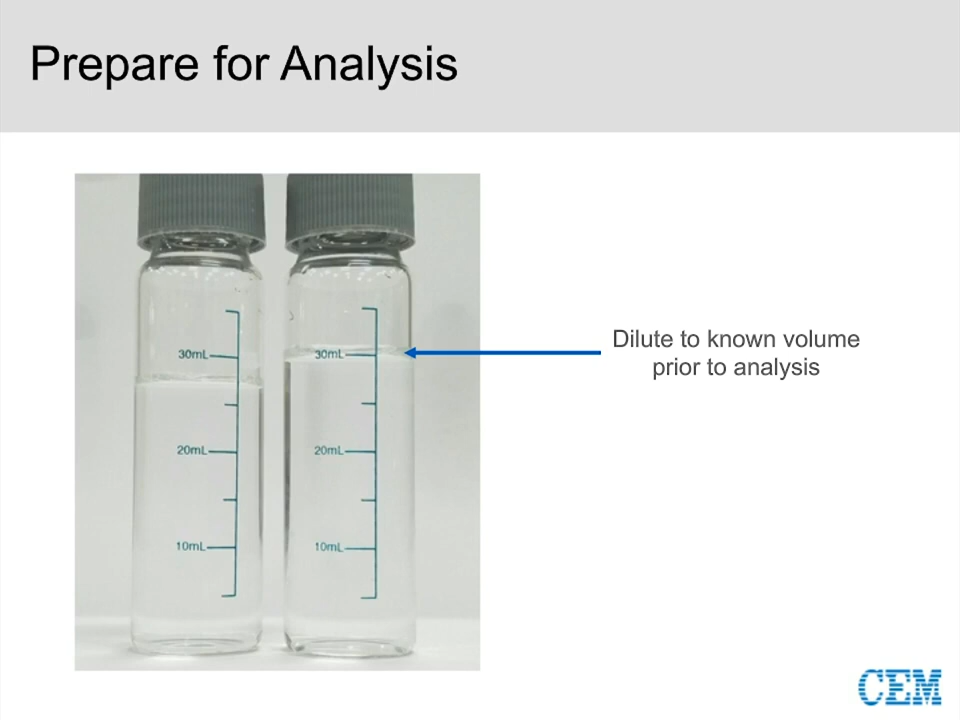 Prepare for Analysis
30mL
20mL
10mL
30mL
20mL
10mL
Dilute to known volume
prior to analysis
CEM